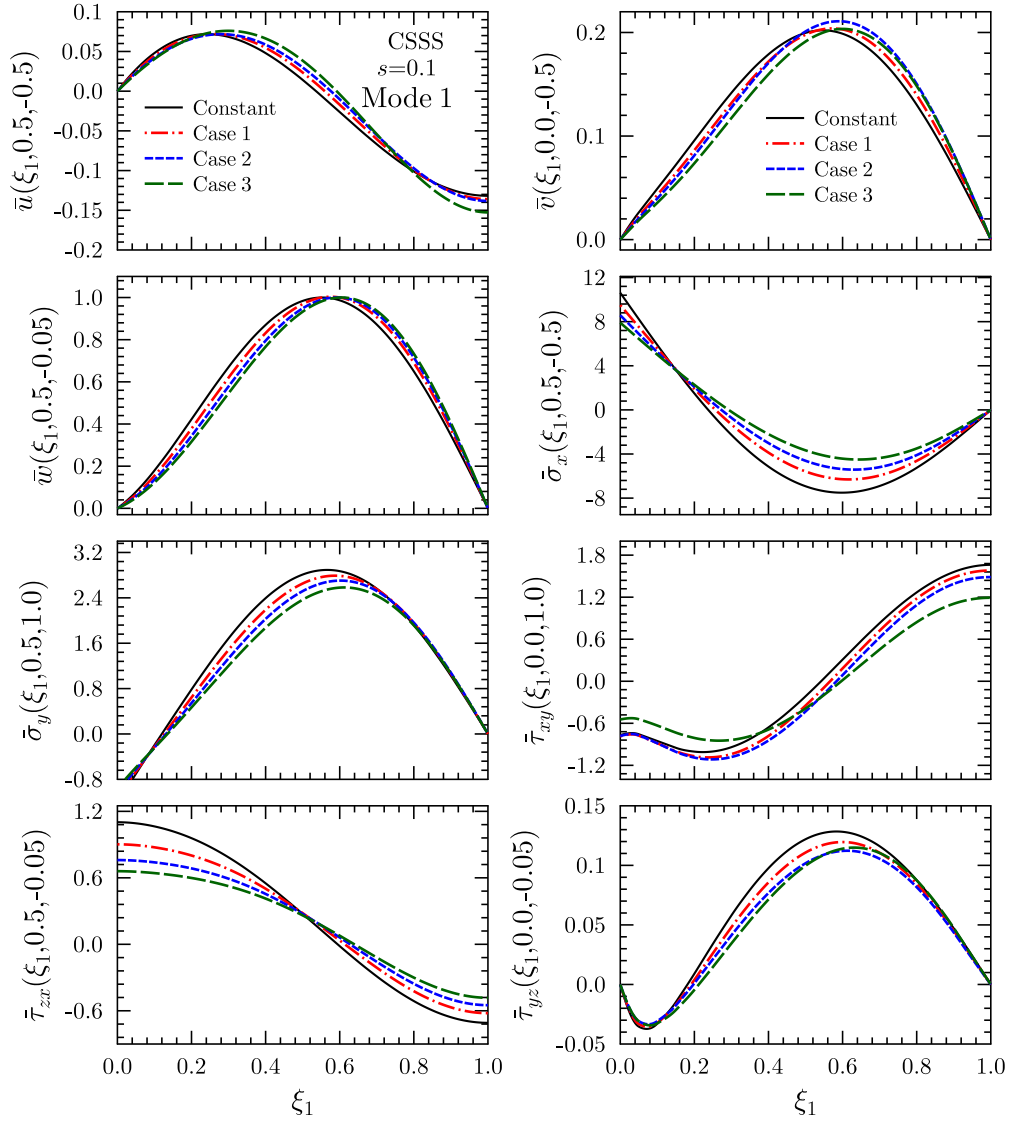 ū(ξ₁,0.5,-0.5)
0.1
0.05
0.0
-0.05
-0.1
-0.15
-0.2
CSSS
s=0.1
Mode 1
Constant
Case 1
Case 2
Case 3
v̄(ξ₁,0.0,-0.5)
0.2
0.1
0.0
Constant
Case 1
Case 2
Case 3
w̄(ξ₁,0.5,-0.05)
1.0
0.8
0.6
0.4
0.2
0.0
σ̄ₓ(ξ₁,0.5,-0.5)
12
8
4
0
-4
-8
σ̄_y(ξ₁,0.5,1.0)
3.2
2.4
1.6
0.8
0.0
-0.8
τ̄_xy(ξ₁,0.0,1.0)
1.8
1.2
0.6
0.0
-0.6
-1.2
τ̄_zx(ξ₁,0.5,-0.05)
1.2
0.6
0.0
-0.6
0.0 0.2 0.4 0.6 0.8 1.0
ξ₁
τ̄_yz(ξ₁,0.0,-0.05)
0.15
0.1
0.05
0.0
-0.05
0.0 0.2 0.4 0.6 0.8 1.0
ξ₁